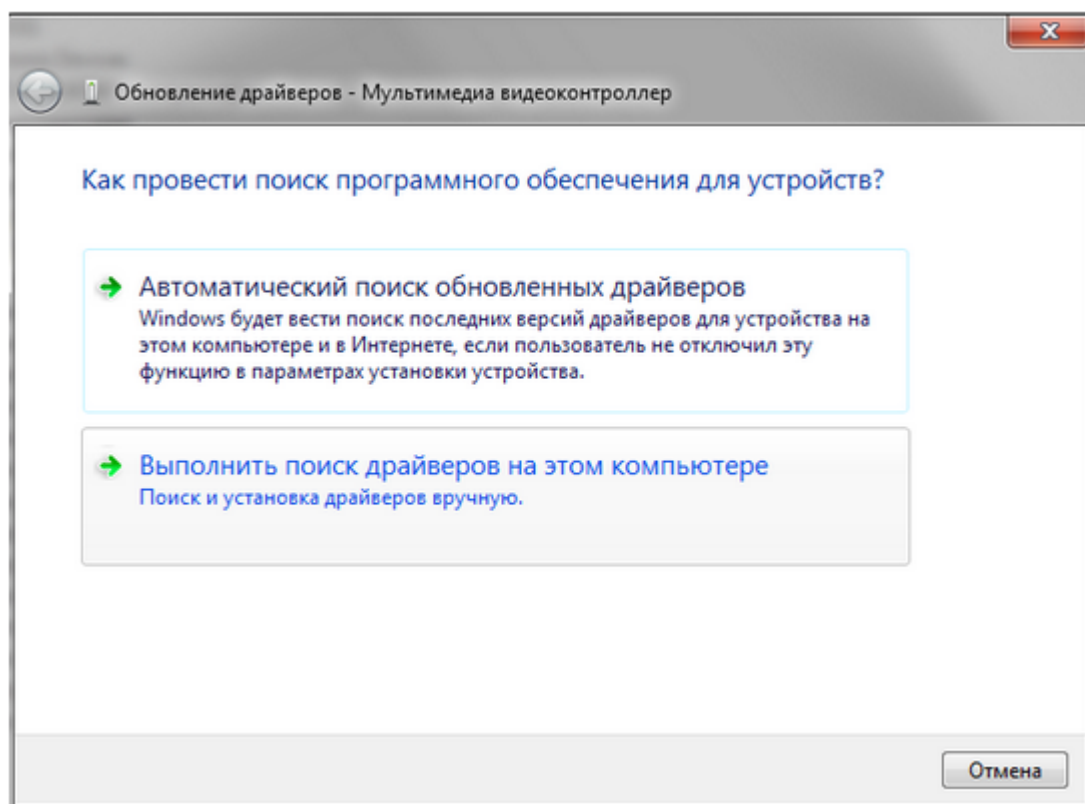 Обновление драйверов - Мультимедиа видеоконтроллер
Как провести поиск программного обеспечения для устройств?
Автоматический поиск обновленных драйверов
Windows будет вести поиск последних версий драйверов для устройства на
этом компьютере и в Интернете, если пользователь не отключил эту
функцию в параметрах установки устройства.
Выполнить поиск драйверов на этом компьютере
Поиск и установка драйверов вручную.
Отмена